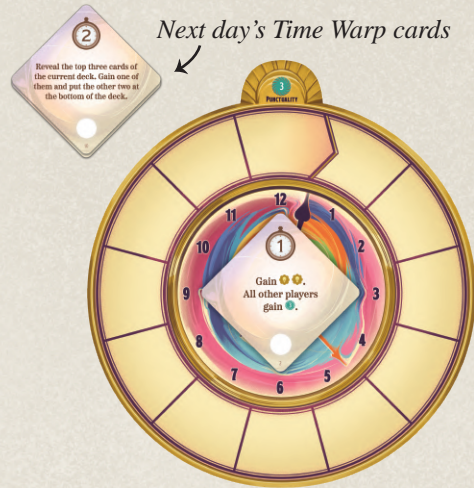 Next day's Time Warp cards
2
Reveal the top three cards of
the current deck. Gain one of
them and put the other two at
the bottom of the deck.
3
PUNCTUALITY
12
1
2
3
4
5
6
7
8
9
10
11
1
Gain
.
All other players
gain 1.